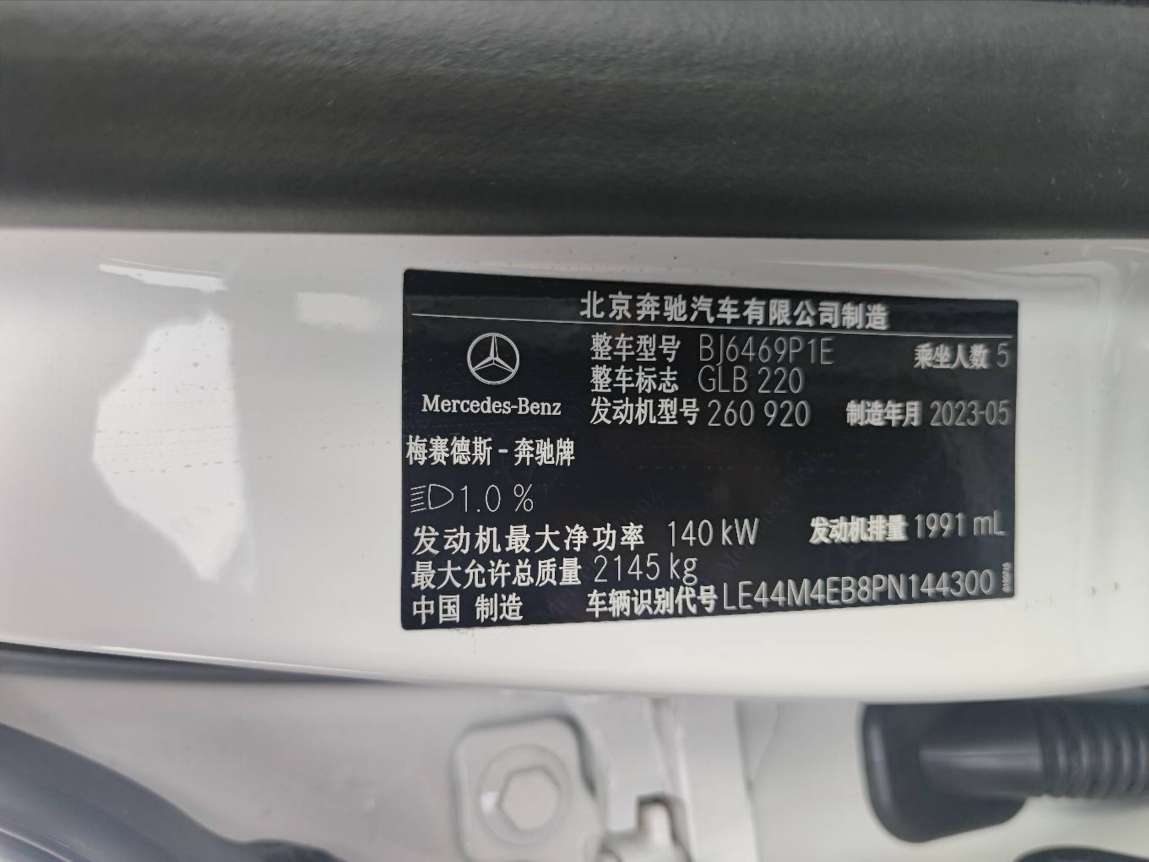 北京奔驰汽车有限公司制造
Mercedes-Benz
整车型号 BJ6469P1E 乘坐人数 5
整车标志 GLB 220
发动机型号 260 920 制造年月 2023-05
梅赛德斯-奔驰牌
1.0 %
发动机最大净功率 140 kW 发动机排量 1991 mL
最大允许总质量 2145 kg
中国 制造 车辆识别代号 LE44M4EB8PN144300